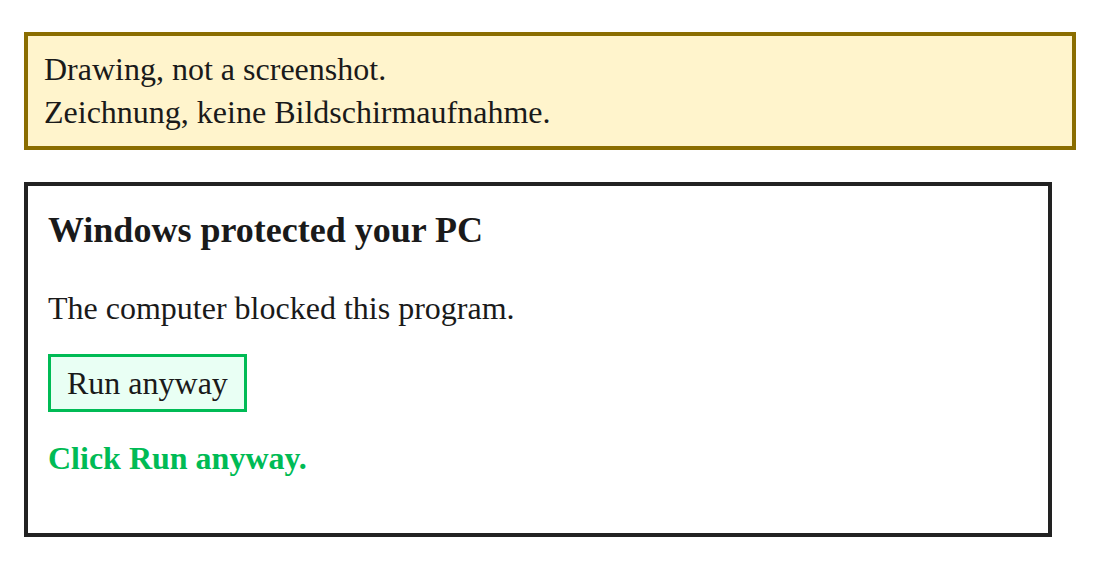 Drawing, not a screenshot.
Zeichnung, keine Bildschirmaufnahme.
Windows protected your PC
The computer blocked this program.
Run anyway
Click Run anyway.